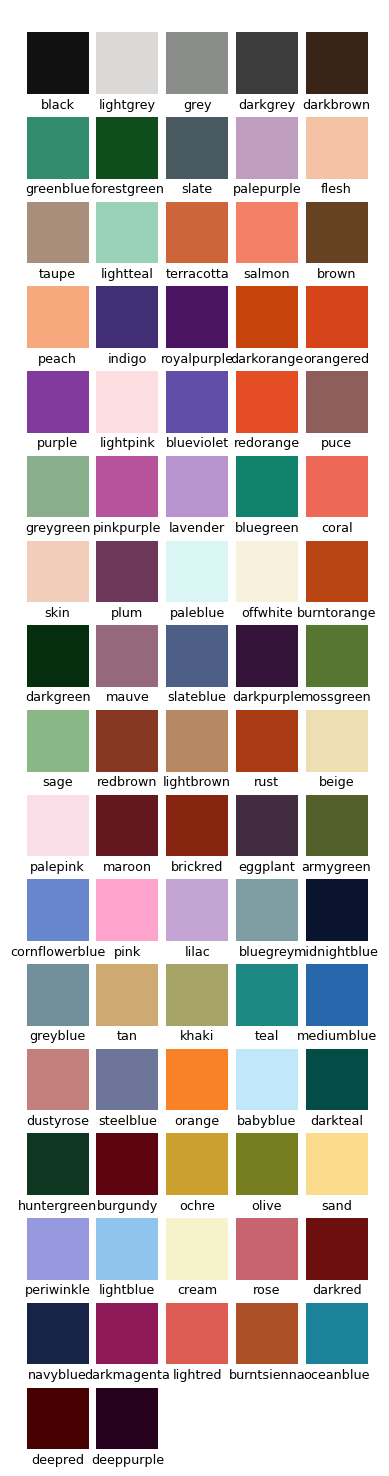 black lightgrey grey darkgrey darkbrown
greenblue forestgreen slate palepurple flesh
taupe lightteal terracotta salmon brown
peach indigo royalpurple darkorange orangered
purple lightpink blueviolet redorange puce
greygreen pinkpurple lavender bluegreen coral
skin plum paleblue offwhite burntorange
darkgreen mauve slateblue darkpurple mossgreen
sage redbrown lightbrown rust beige
palepink maroon brickred eggplant armygreen
cornflowerblue pink lilac bluegrey midnightblue
greyblue tan khaki teal mediumblue
dustyrose steelblue orange babyblue darkteal
huntergreen burgundy ochre olive sand
periwinkle lightblue cream rose darkred
navyblue darkmagenta lightred burntsienna oceanblue
deepred deeppurple